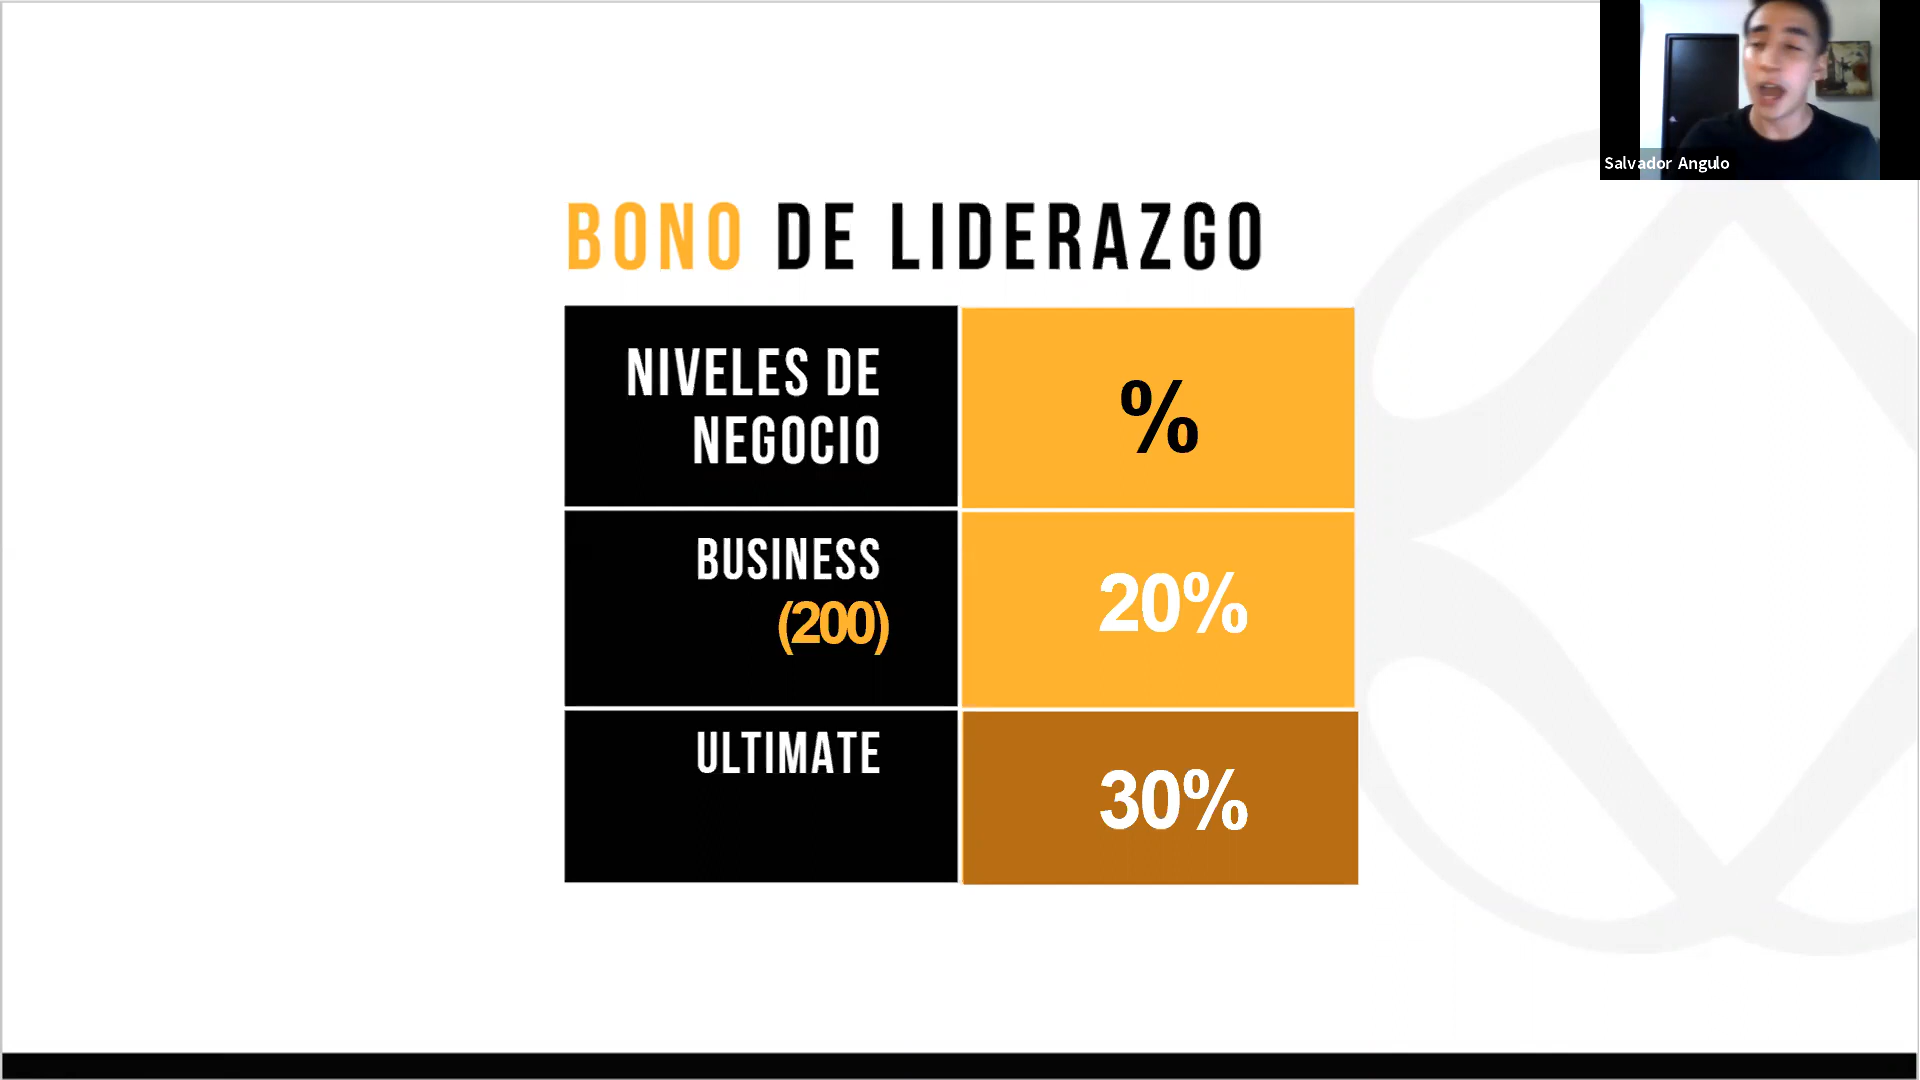 Salvador Angulo
BONO DE LIDERAZGO
NIVELES DE
NEGOCIO
%
BUSINESS
(200)
20%
ULTIMATE
30%